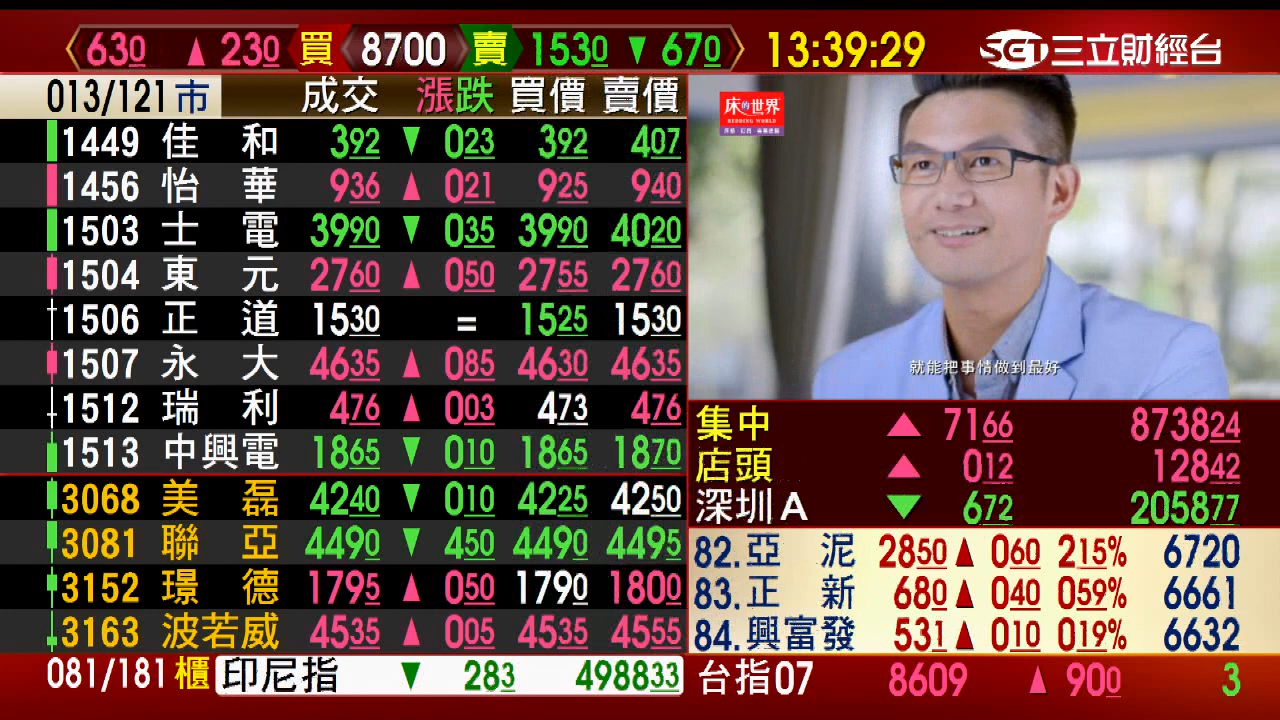 630 ▲ 230 買 8700 賣 1530 ▼ 670 13:39:29 SET 三立財經台
013/121 市 成交 漲跌 買價 賣價
1449 佳和 392 ▼ 023 392 407
1456 怡華 936 ▲ 021 925 940
1503 士電 3990 ▼ 035 3990 4020
1504 東元 2760 ▲ 050 2755 2760
1506 正道 1530 = 1525 1530
1507 永大 4635 ▲ 085 4630 4635
1512 瑞利 476 ▲ 003 473 476
1513 中興電 1865 ▼ 010 1865 1870
3068 美磊 4240 ▼ 010 4225 4250
3081 聯亞 4490 ▼ 450 4490 4495
3152 璟德 1795 ▲ 050 1790 1800
3163 波若威 4535 ▲ 005 4535 4555
081/181 櫃 印尼指 ▼ 283 498833
床的世界
BEDDING WORLD
就能把事情做到最好
集中 ▲ 7166 873824
店頭 ▲ 012 12842
深圳A ▼ 672 205877
82.亞泥 2850 ▲ 060 215% 6720
83.正新 680 ▲ 040 059% 6661
84.興富發 531 ▲ 010 019% 6632
台指07 8609 ▲ 900 3